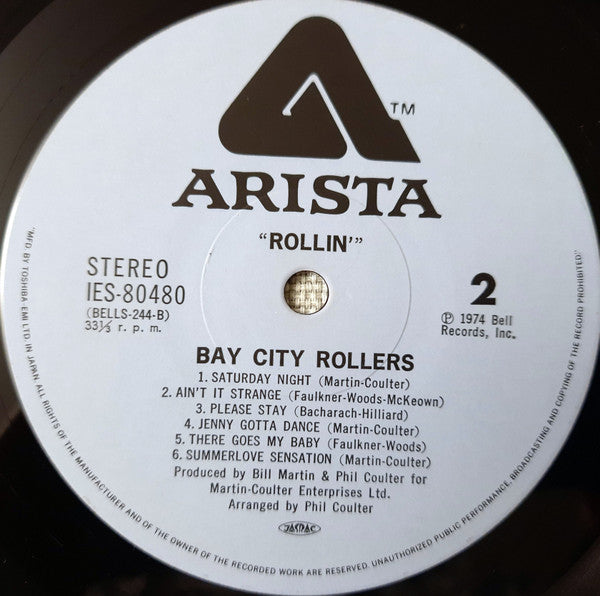 TM
ARISTA
“ROLLIN’”
STEREO
IES-80480
(BELLS-244-B)
33⅓ r. p. m.
2
Ⓟ 1974 Bell
Records, Inc.
BAY CITY ROLLERS
1. SATURDAY NIGHT (Martin-Coulter)
2. AIN'T IT STRANGE (Faulkner-Woods-McKeown)
3. PLEASE STAY (Bacharach-Hilliard)
4. JENNY GOTTA DANCE (Martin-Coulter)
5. THERE GOES MY BABY (Faulkner-Woods)
6. SUMMERLOVE SENSATION (Martin-Coulter)
Produced by Bill Martin & Phil Coulter for
Martin-Coulter Enterprises Ltd.
Arranged by Phil Coulter
JASRAC
"MFD. BY TOSHIBA EMI LTD. IN JAPAN. ALL RIGHTS OF THE MANUFACTURER AND OF THE OWNER OF THE RECORDED WORK ARE RESERVED. UNAUTHORIZED PUBLIC PERFORMANCE, BROADCASTING AND COPYING OF THE RECORD PROHIBITED."